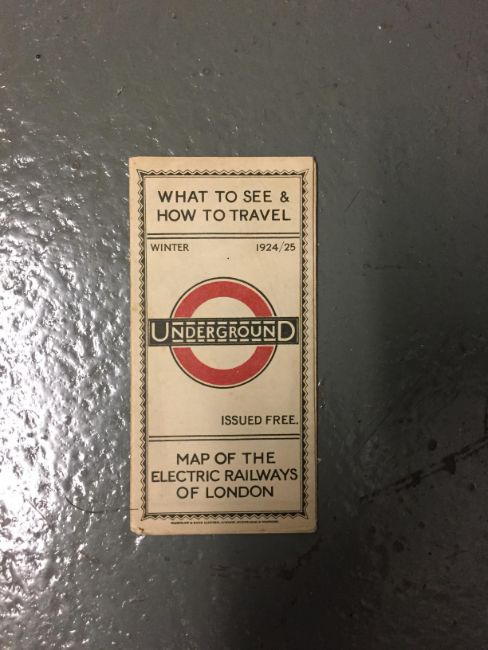 WHAT TO SEE &
HOW TO TRAVEL
WINTER 1924/25
UNDERGROUND
ISSUED FREE.
MAP OF THE
ELECTRIC RAILWAYS
OF LONDON